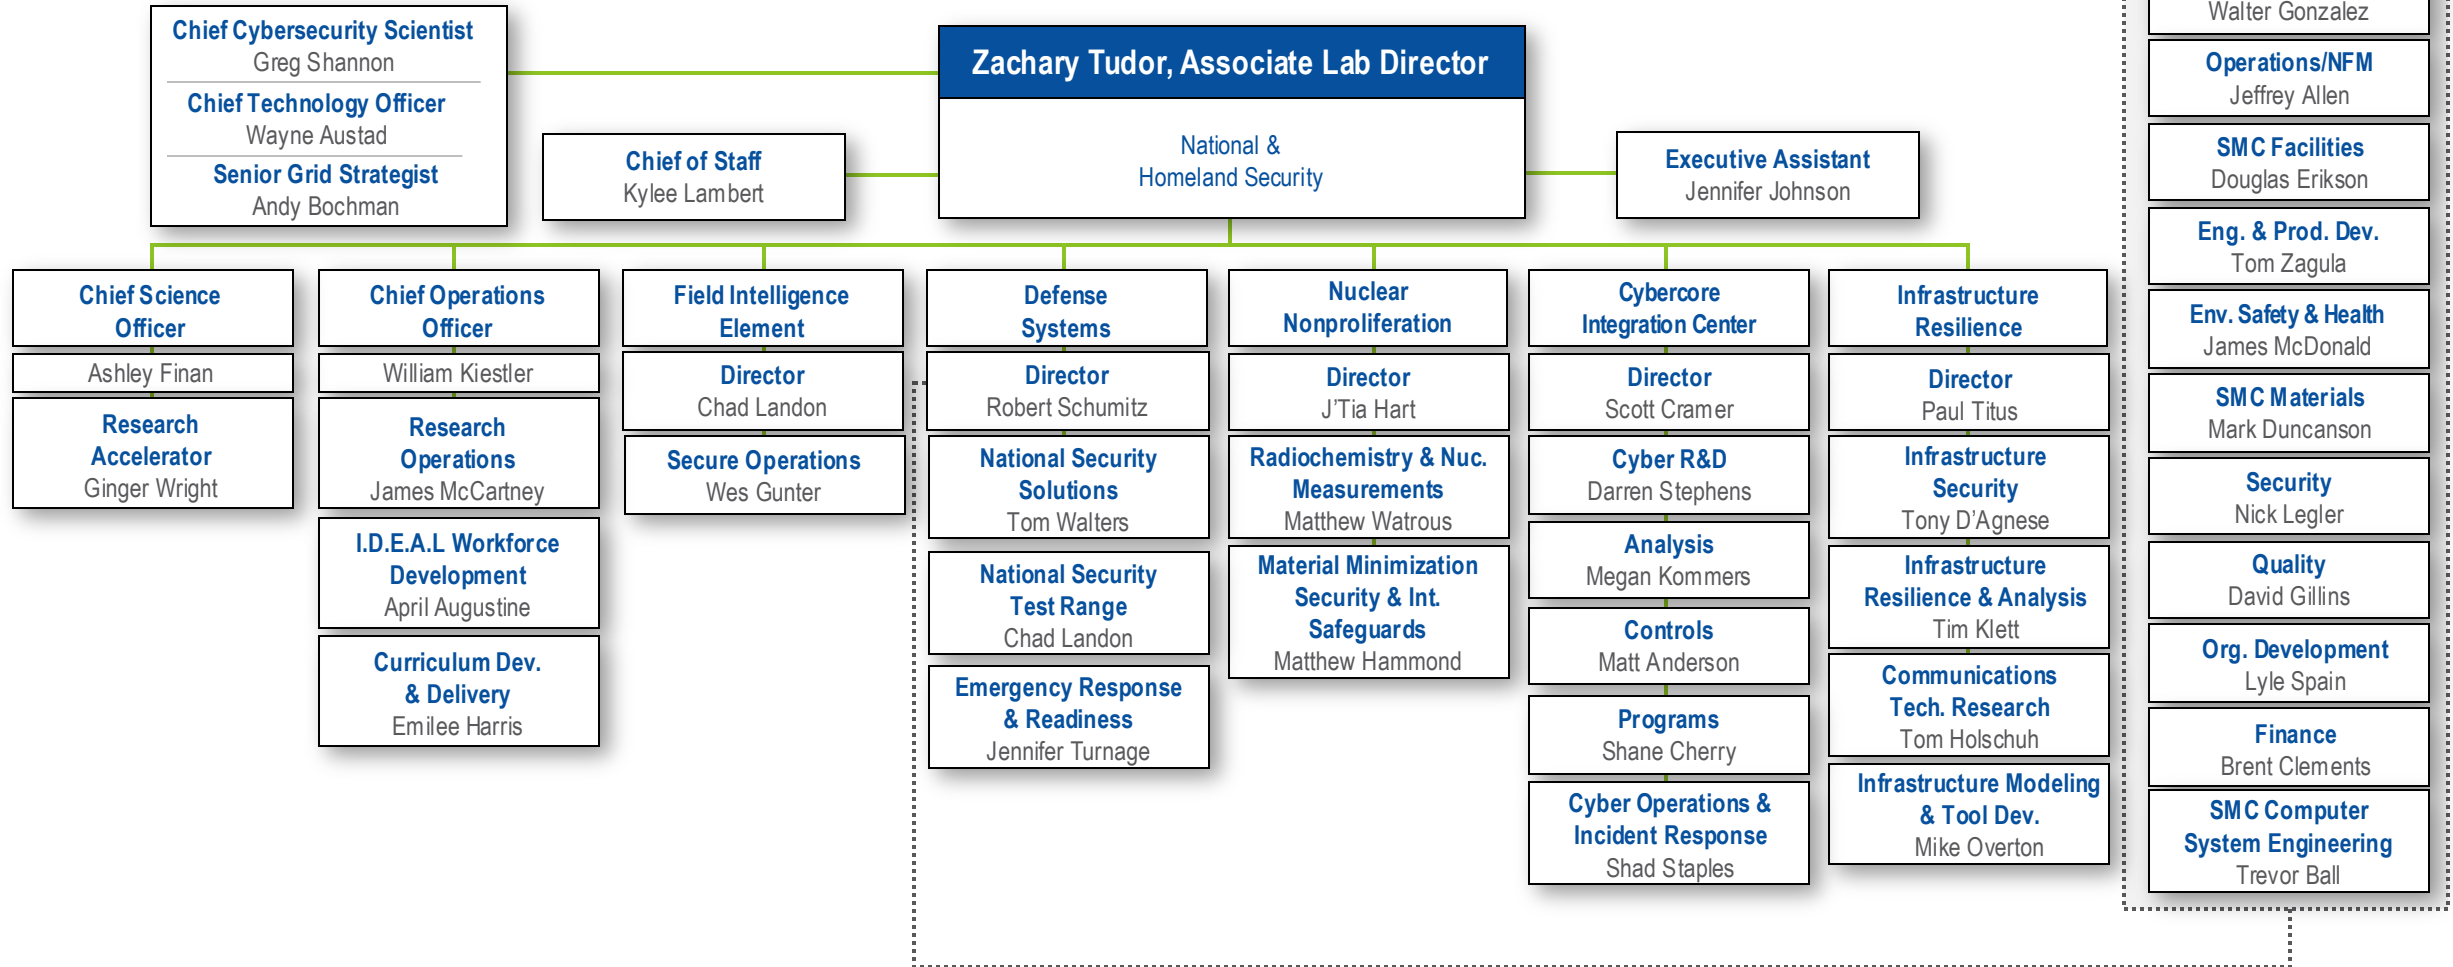 Chief Cybersecurity Scientist
Greg Shannon
Chief Technology Officer
Wayne Austad
Senior Grid Strategist
Andy Bochman
Chief of Staff
Kylee Lambert
Zachary Tudor, Associate Lab Director
National &
Homeland Security
Executive Assistant
Jennifer Johnson
Chief Science
Officer
Ashley Finan
Research
Accelerator
Ginger Wright
Chief Operations
Officer
William Kiestler
Research
Operations
James McCartney
I.D.E.A.L Workforce
Development
April Augustine
Curriculum Dev.
& Delivery
Emilee Harris
Field Intelligence
Element
Director
Chad Landon
Secure Operations
Wes Gunter
Defense
Systems
Director
Robert Schumitz
National Security
Solutions
Tom Walters
National Security
Test Range
Chad Landon
Emergency Response
& Readiness
Jennifer Turnage
Nuclear
Nonproliferation
Director
J’Tia Hart
Radiochemistry & Nuc.
Measurements
Matthew Watrous
Material Minimization
Security & Int.
Safeguards
Matthew Hammond
Cybercore
Integration Center
Director
Scott Cramer
Cyber R&D
Darren Stephens
Analysis
Megan Kommers
Controls
Matt Anderson
Programs
Shane Cherry
Cyber Operations &
Incident Response
Shad Staples
Infrastructure
Resilience
Director
Paul Titus
Infrastructure
Security
Tony D’Agnese
Infrastructure
Resilience & Analysis
Tim Klett
Communications
Tech. Research
Tom Holschuh
Infrastructure Modeling
& Tool Dev.
Mike Overton
Walter Gonzalez
Operations/NFM
Jeffrey Allen
SMC Facilities
Douglas Erikson
Eng. & Prod. Dev.
Tom Zagula
Env. Safety & Health
James McDonald
SMC Materials
Mark Duncanson
Security
Nick Legler
Quality
David Gillins
Org. Development
Lyle Spain
Finance
Brent Clements
SMC Computer
System Engineering
Trevor Ball